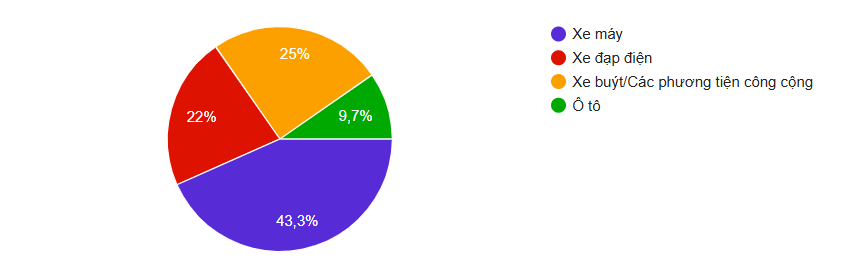 25%
22%
9,7%
43,3%
Xe máy
Xe đạp điện
Xe buýt/Các phương tiện công cộng
Ô tô